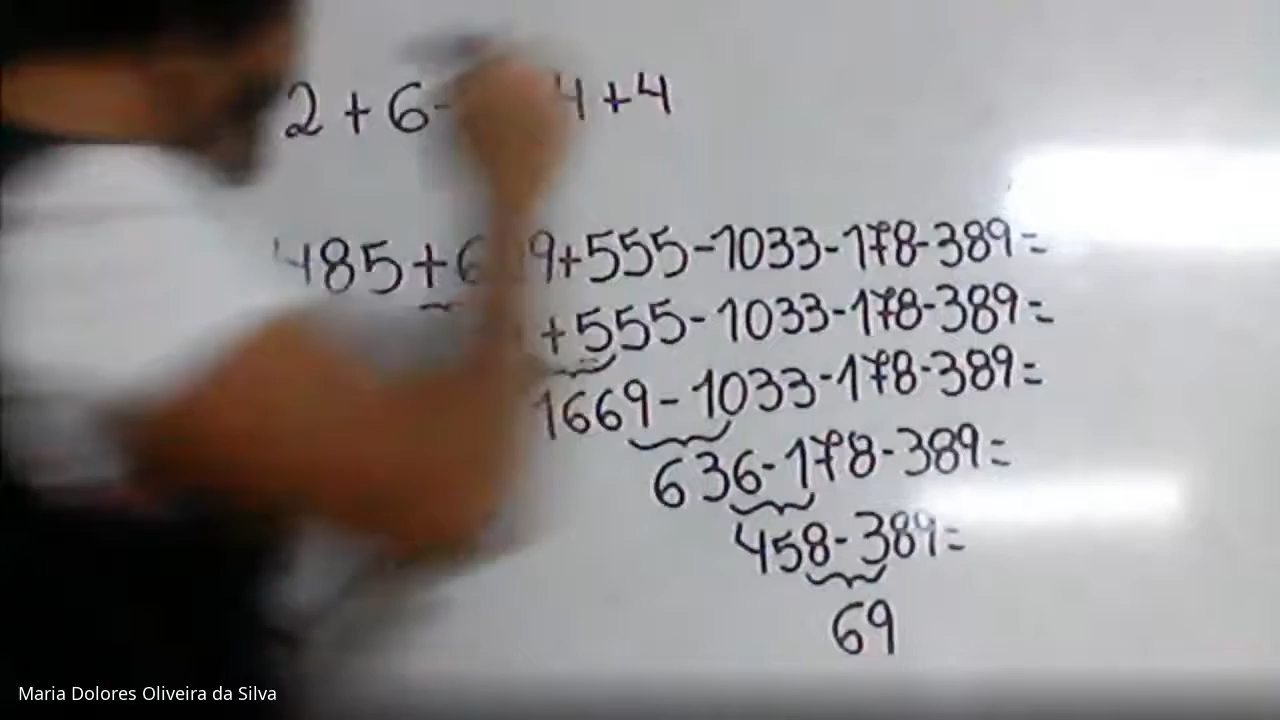 2 + 6 - 4 + 4
485 + 6 9 + 555 - 1033 - 178 - 389 =
+ 555 - 1033 - 178 - 389 =
1669 - 1033 - 178 - 389 =
636 - 178 - 389 =
458 - 389 =
69
Maria Dolores Oliveira da Silva